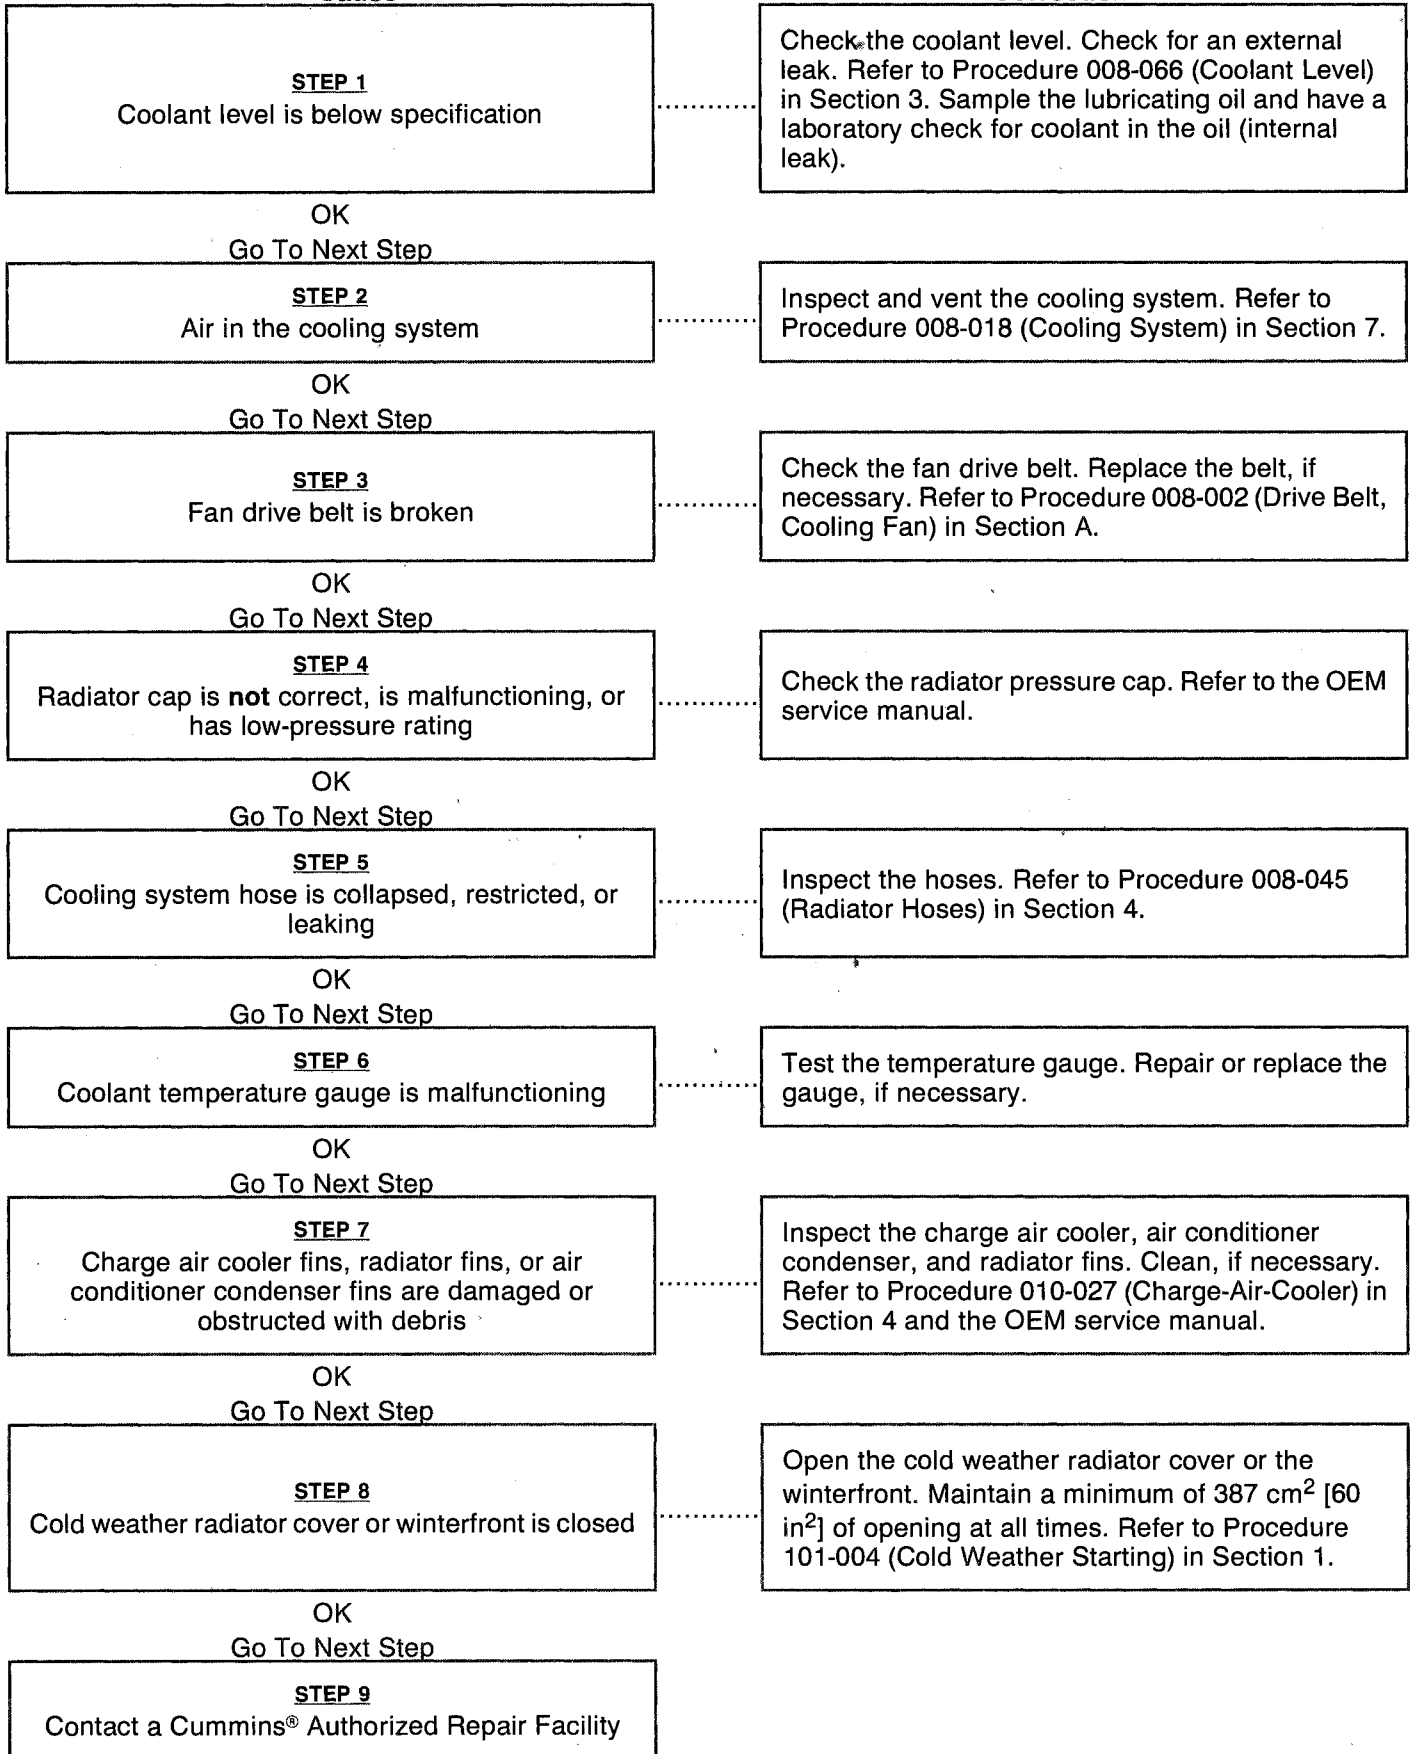 STEP 1
Coolant level is below specification
Check the coolant level. Check for an external
leak. Refer to Procedure 008-066 (Coolant Level)
in Section 3. Sample the lubricating oil and have a
laboratory check for coolant in the oil (internal
leak).
OK
Go To Next Step
STEP 2
Air in the cooling system
Inspect and vent the cooling system. Refer to
Procedure 008-018 (Cooling System) in Section 7.
OK
Go To Next Step
STEP 3
Fan drive belt is broken
Check the fan drive belt. Replace the belt, if
necessary. Refer to Procedure 008-002 (Drive Belt,
Cooling Fan) in Section A.
OK
Go To Next Step
STEP 4
Radiator cap is not correct, is malfunctioning, or
has low-pressure rating
Check the radiator pressure cap. Refer to the OEM
service manual.
OK
Go To Next Step
STEP 5
Cooling system hose is collapsed, restricted, or
leaking
Inspect the hoses. Refer to Procedure 008-045
(Radiator Hoses) in Section 4.
OK
Go To Next Step
STEP 6
Coolant temperature gauge is malfunctioning
Test the temperature gauge. Repair or replace the
gauge, if necessary.
OK
Go To Next Step
STEP 7
Charge air cooler fins, radiator fins, or air
conditioner condenser fins are damaged or
obstructed with debris
Inspect the charge air cooler, air conditioner
condenser, and radiator fins. Clean, if necessary.
Refer to Procedure 010-027 (Charge-Air-Cooler) in
Section 4 and the OEM service manual.
OK
Go To Next Step
STEP 8
Cold weather radiator cover or winterfront is closed
Open the cold weather radiator cover or the
winterfront. Maintain a minimum of 387 cm² [60
in²] of opening at all times. Refer to Procedure
101-004 (Cold Weather Starting) in Section 1.
OK
Go To Next Step
STEP 9
Contact a Cummins® Authorized Repair Facility